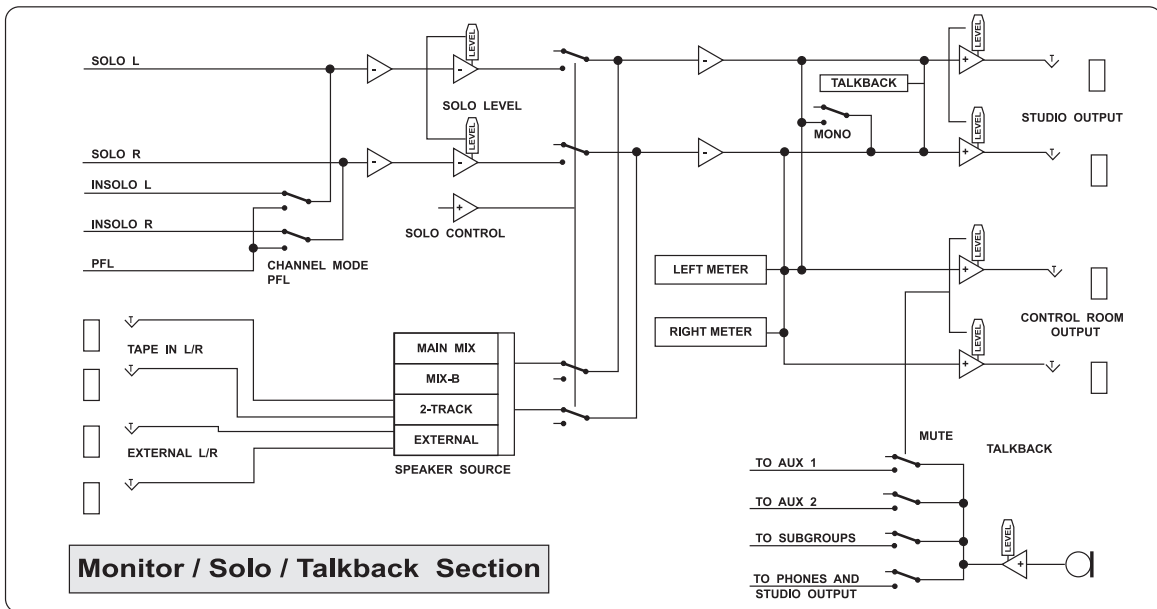 SOLO L
LEVEL
SOLO LEVEL
LEVEL
TALKBACK
MONO
LEVEL
STUDIO OUTPUT
LEVEL
SOLO R
INSOLO L
INSOLO R
PFL
CHANNEL MODE
PFL
SOLO CONTROL
LEFT METER
RIGHT METER
LEVEL
CONTROL ROOM
OUTPUT
LEVEL
T
T
T
T
T
TAPE IN L/R
T
T
EXTERNAL L/R
T
MAIN MIX
MIX-B
2-TRACK
EXTERNAL
SPEAKER SOURCE
MUTE
TALKBACK
TO AUX 1
TO AUX 2
TO SUBGROUPS
TO PHONES AND
STUDIO OUTPUT
LEVEL
Monitor / Solo / Talkback Section